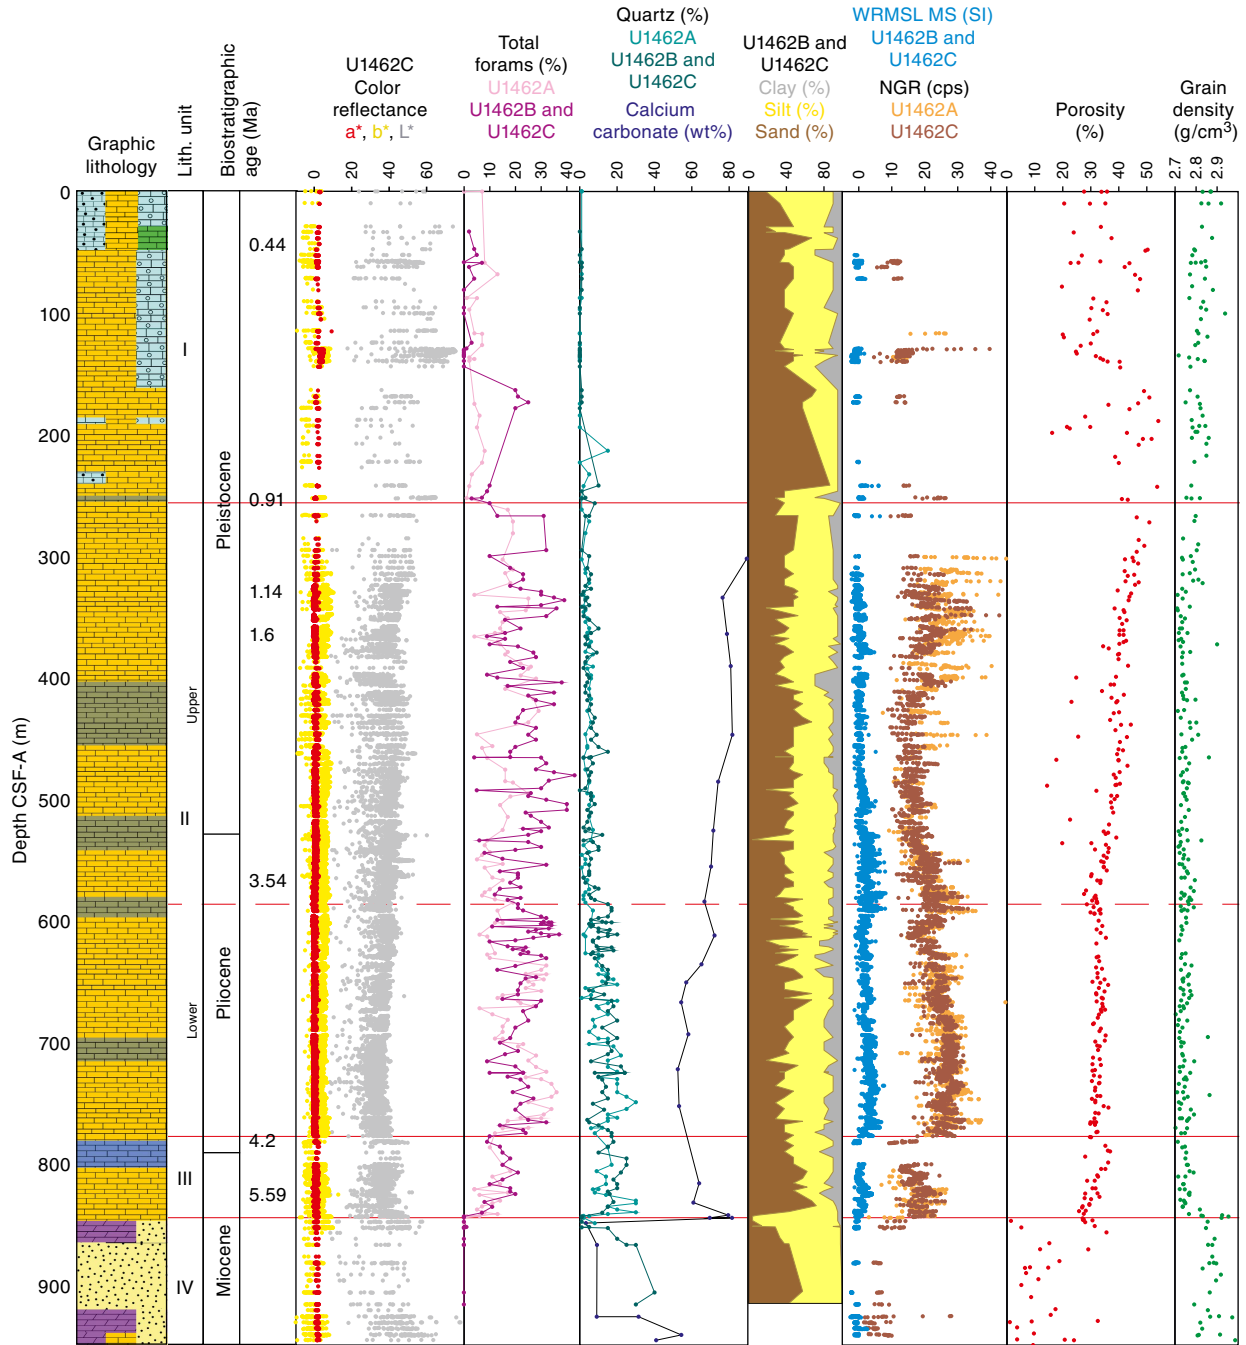 Graphic
lithology
Lith. unit
Biostratigraphic
age (Ma)
U1462C
Color
reflectance
a*, b*, L*
Total
forams (%)
U1462A
U1462B and
U1462C
Quartz (%)
U1462A
U1462B and
U1462C
Calcium
carbonate (wt%)
U1462B and
U1462C
Clay (%)
Silt (%)
Sand (%)
WRMSL MS (SI)
U1462B and
U1462C
NGR (cps)
U1462A
U1462C
Porosity
(%)
Grain
density
(g/cm3)
0 20 40 60
0 10 20 30 40
0 20 40 60 80
0 40 80
0 10 20 30 40
0 10 20 30 40 50
2.7 2.8 2.9
Depth CSF-A (m)
0
100
200
300
400
500
600
700
800
900
I
II
III
IV
Upper
Lower
Pleistocene
Pliocene
Miocene
0.44
0.91
1.14
1.6
3.54
4.2
5.59